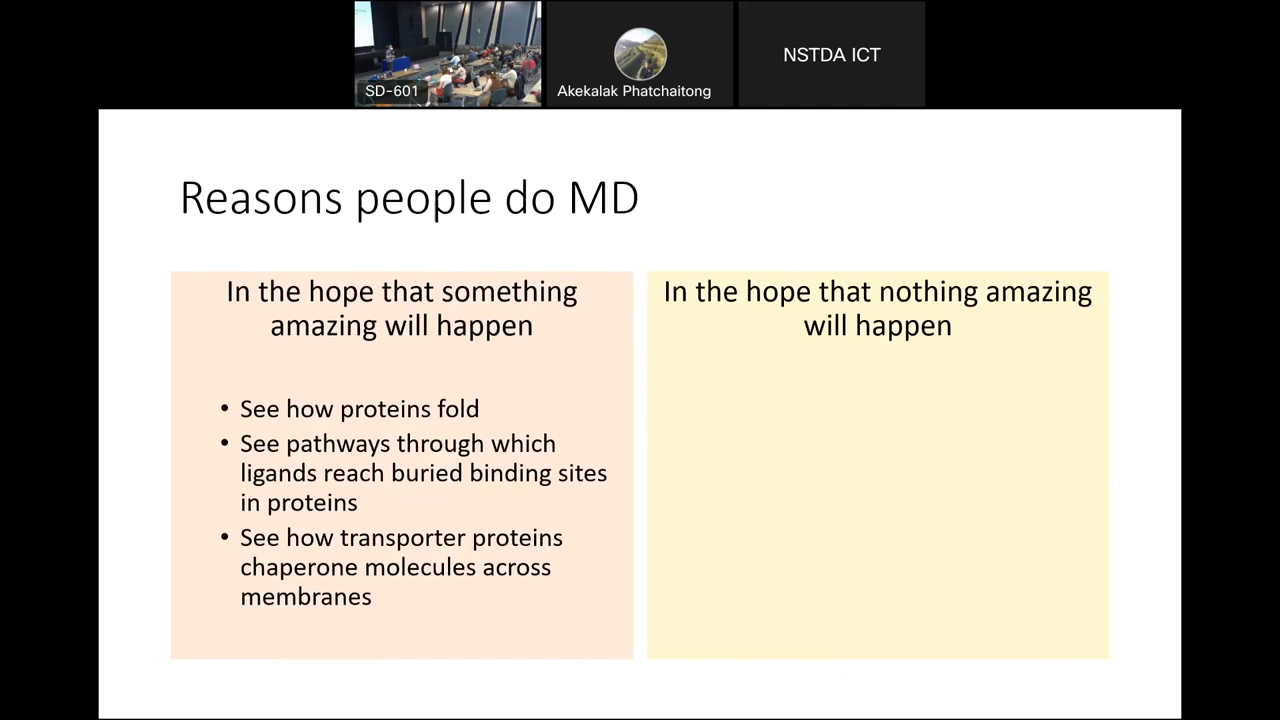 SD-601
Akekalak Phatchaitong
NSTDA ICT
Reasons people do MD
In the hope that something
amazing will happen
• See how proteins fold
• See pathways through which
ligands reach buried binding sites
in proteins
• See how transporter proteins
chaperone molecules across
membranes
In the hope that nothing amazing
will happen